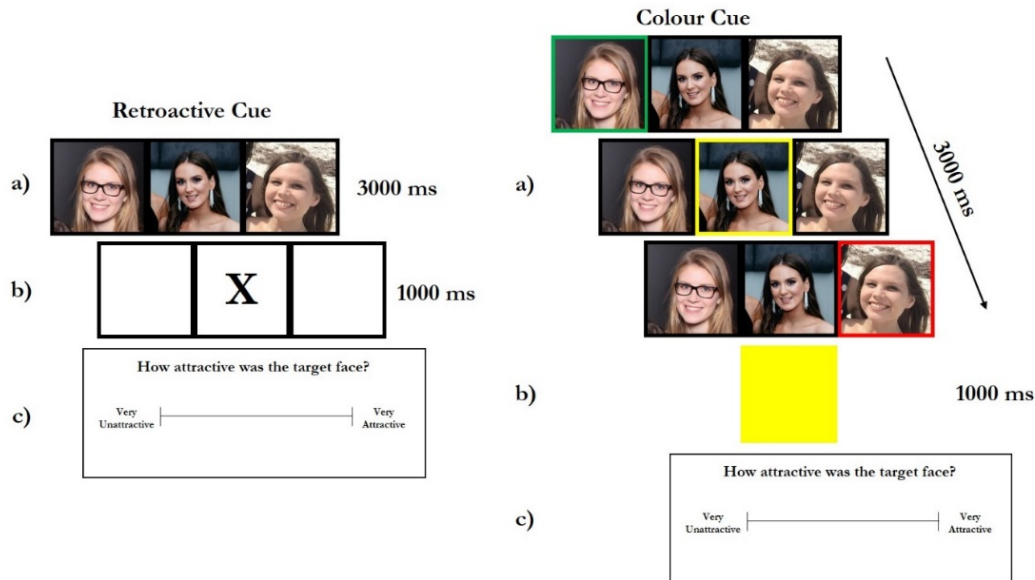 Retroactive Cue
a)
3000 ms
b)
X
1000 ms
c)
How attractive was the target face?
Very
Unattractive
Very
Attractive
Colour Cue
a)
3000 ms
b)
1000 ms
c)
How attractive was the target face?
Very
Unattractive
Very
Attractive